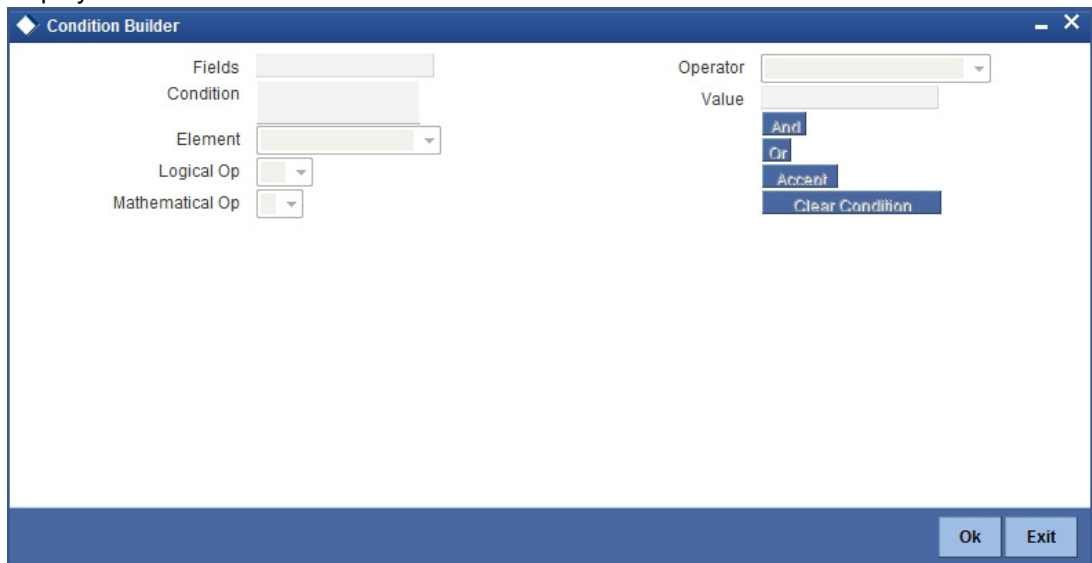 Condition Builder
Fields
Condition
Element
Logical Op
Mathematical Op
Operator
Value
And
Or
Accept
Clear Condition
Ok
Exit